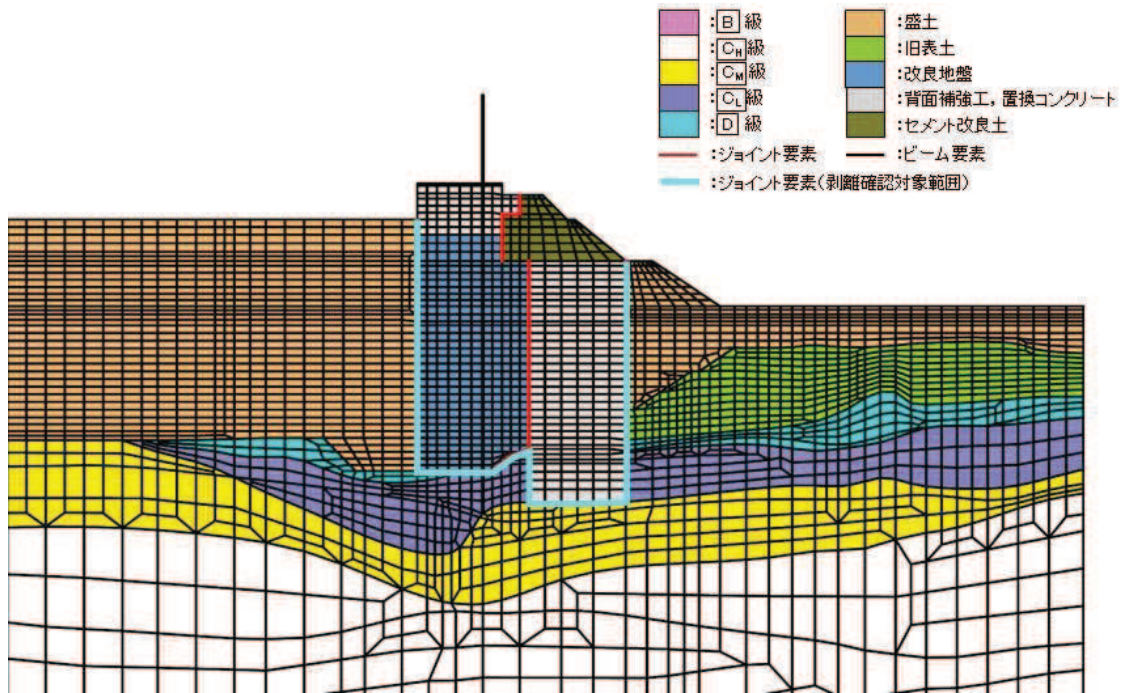 :B 級
:CH級
:CM級
:CL級
:D 級
:ジョイント要素
:ジョイント要素(剥離確認対象範囲)
:盛土
:旧表土
:改良地盤
:背面補強工，置換コンクリート
:セメント改良土
:ビーム要素